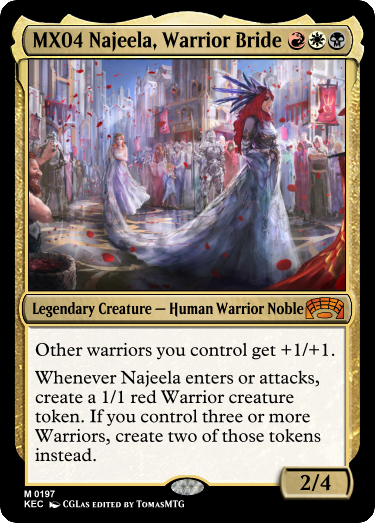 MX04 Najeela, Warrior Bride
Legendary Creature — Human Warrior Noble
Other warriors you control get +1/+1.
Whenever Najeela enters or attacks,
create a 1/1 red Warrior creature
token. If you control three or more
Warriors, create two of those tokens
instead.
2/4
M 0197
KEC CGLas edited by TomasMTG